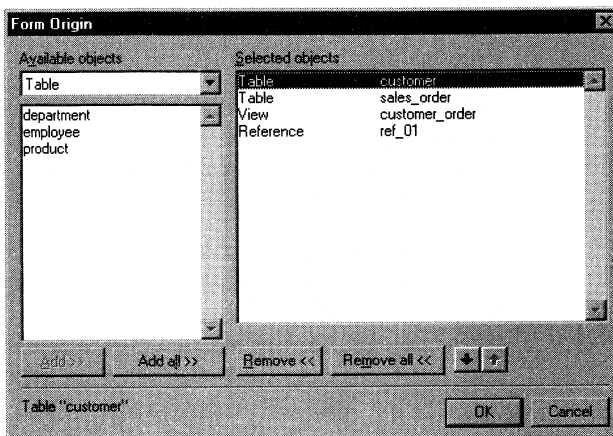 Form Origin
Available objects
Selected objects
Table
department
employee
product
Table customer
Table sales_order
View customer_order
Reference ref_01
Add >>
Add all >>
Remove <<
Remove all <<
Table "customer"
OK
Cancel